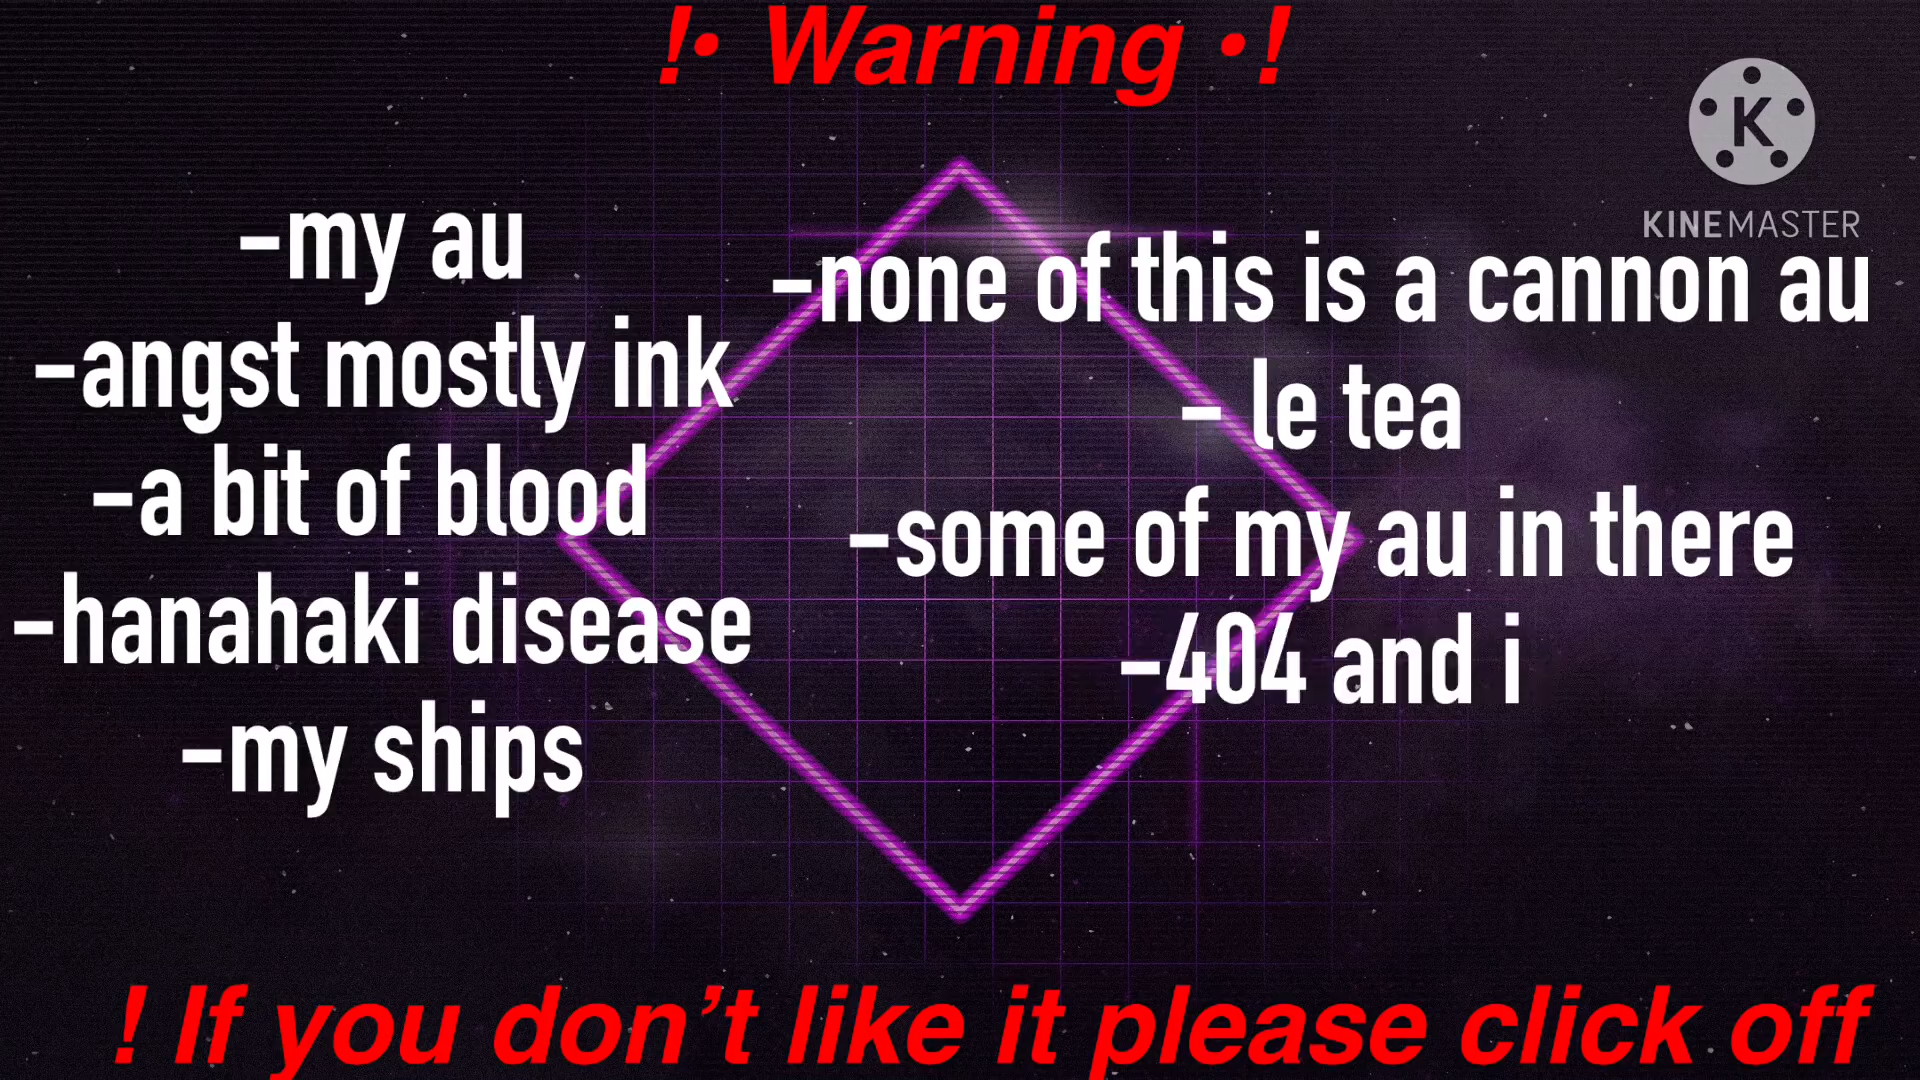 !• Warning •!
K
KINEMASTER
–my au
–angst mostly ink
–a bit of blood
–hanahaki disease
–my ships
–none of this is a cannon au
– le tea
–some of my au in there
–404 and i
! If you don’t like it please click off